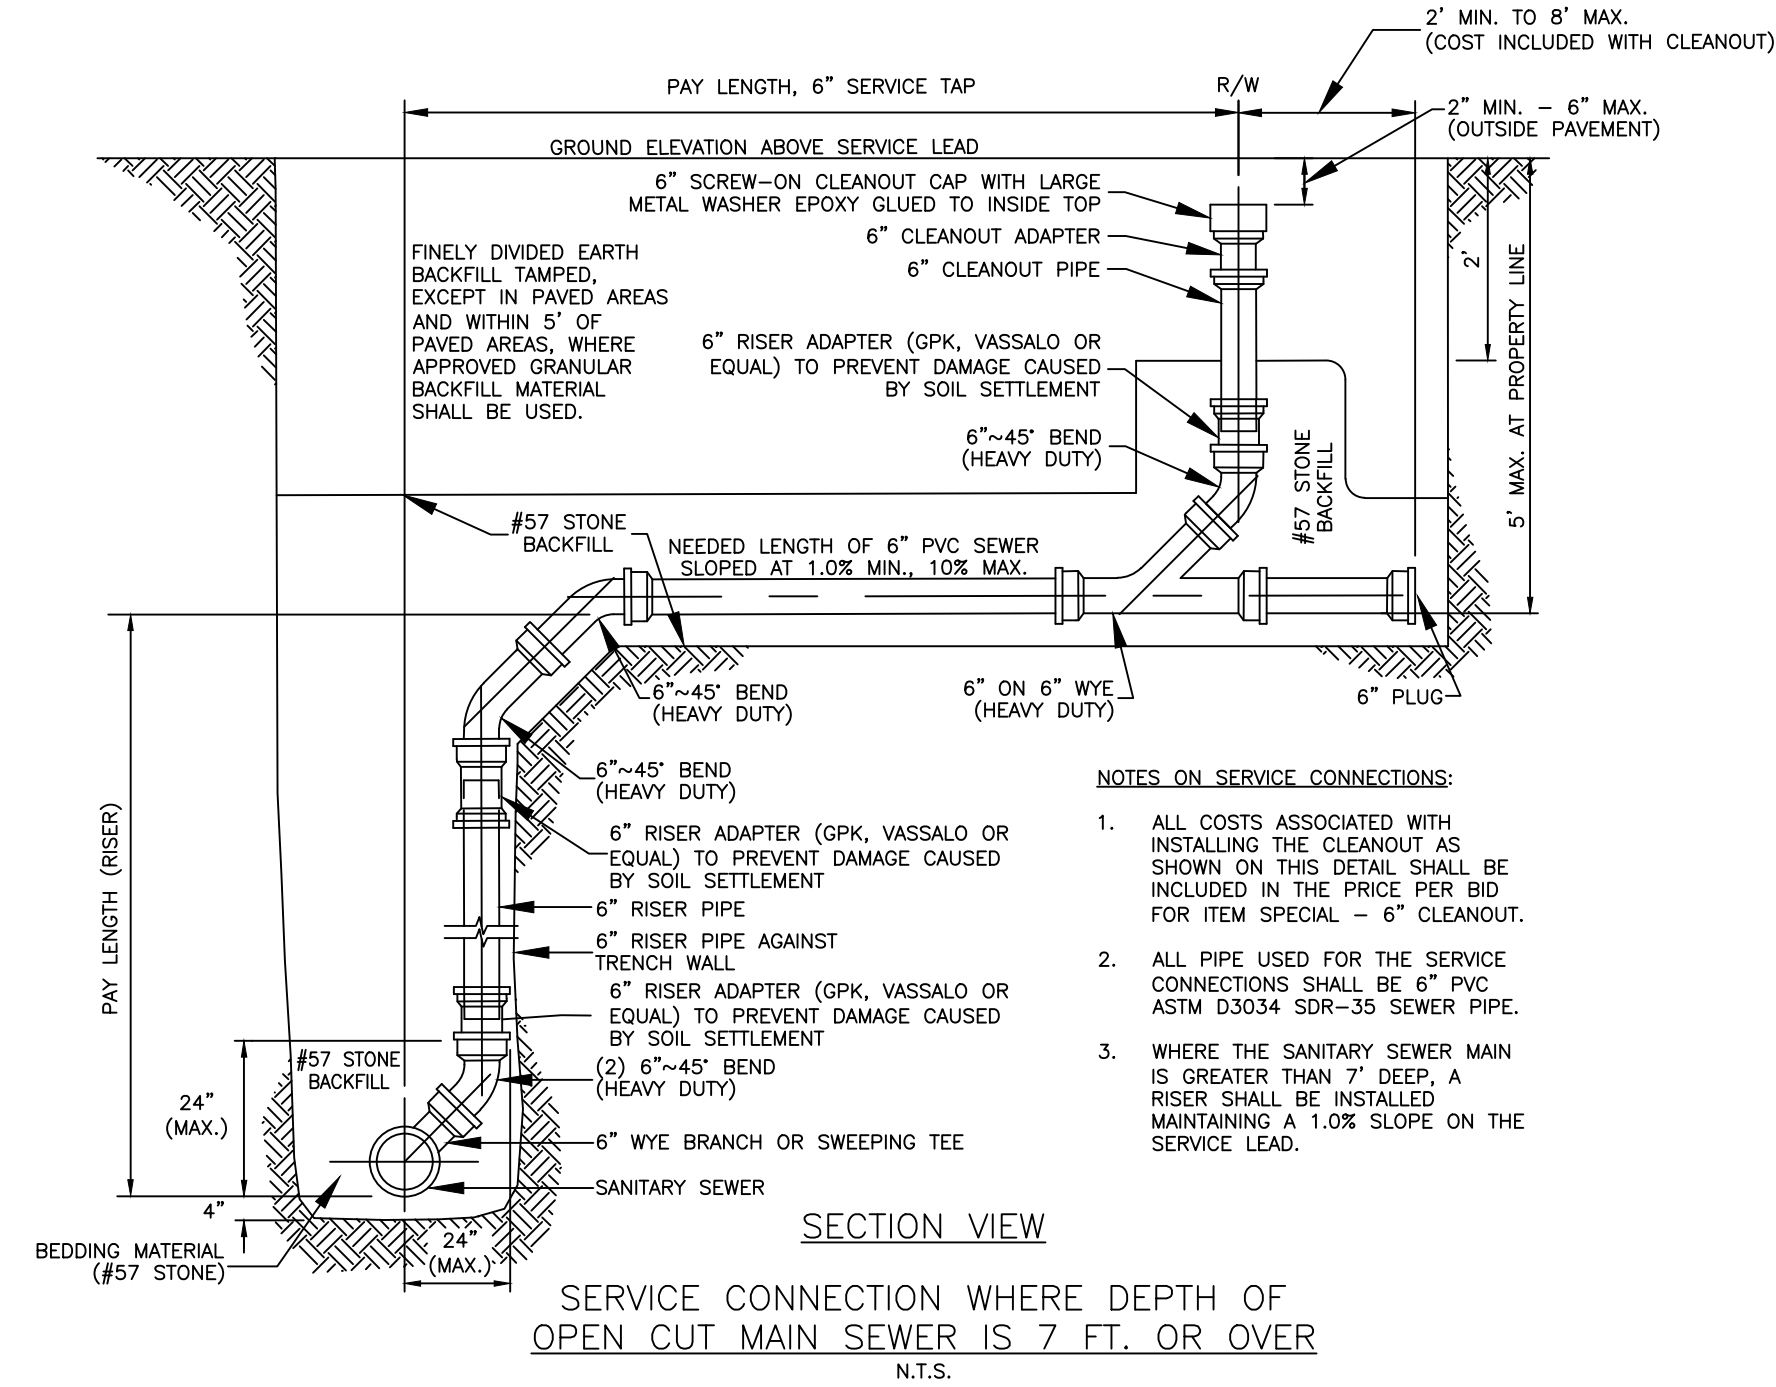 2' MIN. TO 8' MAX.
(COST INCLUDED WITH CLEANOUT)
PAY LENGTH, 6" SERVICE TAP
R/W
2" MIN. – 6" MAX.
(OUTSIDE PAVEMENT)
GROUND ELEVATION ABOVE SERVICE LEAD
6" SCREW–ON CLEANOUT CAP WITH LARGE
METAL WASHER EPOXY GLUED TO INSIDE TOP
6" CLEANOUT ADAPTER
6" CLEANOUT PIPE
FINELY DIVIDED EARTH
BACKFILL TAMPED,
EXCEPT IN PAVED AREAS
AND WITHIN 5' OF
PAVED AREAS, WHERE
APPROVED GRANULAR
BACKFILL MATERIAL
SHALL BE USED.
6" RISER ADAPTER (GPK, VASSALO OR
EQUAL) TO PREVENT DAMAGE CAUSED
BY SOIL SETTLEMENT
6"~45° BEND
(HEAVY DUTY)
#57 STONE
BACKFILL
2'
5' MAX. AT PROPERTY LINE
#57 STONE
BACKFILL
NEEDED LENGTH OF 6" PVC SEWER
SLOPED AT 1.0% MIN., 10% MAX.
6"~45° BEND
(HEAVY DUTY)
6" ON 6" WYE
(HEAVY DUTY)
6" PLUG
6"~45° BEND
(HEAVY DUTY)
6" RISER ADAPTER (GPK, VASSALO OR
EQUAL) TO PREVENT DAMAGE CAUSED
BY SOIL SETTLEMENT
6" RISER PIPE
6" RISER PIPE AGAINST
TRENCH WALL
6" RISER ADAPTER (GPK, VASSALO OR
EQUAL) TO PREVENT DAMAGE CAUSED
BY SOIL SETTLEMENT
(2) 6"~45° BEND
(HEAVY DUTY)
6" WYE BRANCH OR SWEEPING TEE
SANITARY SEWER
PAY LENGTH (RISER)
#57 STONE
BACKFILL
24"
(MAX.)
4"
BEDDING MATERIAL
(#57 STONE)
24"
(MAX.)
NOTES ON SERVICE CONNECTIONS:
1. ALL COSTS ASSOCIATED WITH
INSTALLING THE CLEANOUT AS
SHOWN ON THIS DETAIL SHALL BE
INCLUDED IN THE PRICE PER BID
FOR ITEM SPECIAL – 6" CLEANOUT.
2. ALL PIPE USED FOR THE SERVICE
CONNECTIONS SHALL BE 6" PVC
ASTM D3034 SDR–35 SEWER PIPE.
3. WHERE THE SANITARY SEWER MAIN
IS GREATER THAN 7' DEEP, A
RISER SHALL BE INSTALLED
MAINTAINING A 1.0% SLOPE ON THE
SERVICE LEAD.
SECTION VIEW
SERVICE CONNECTION WHERE DEPTH OF
OPEN CUT MAIN SEWER IS 7 FT. OR OVER
N.T.S.